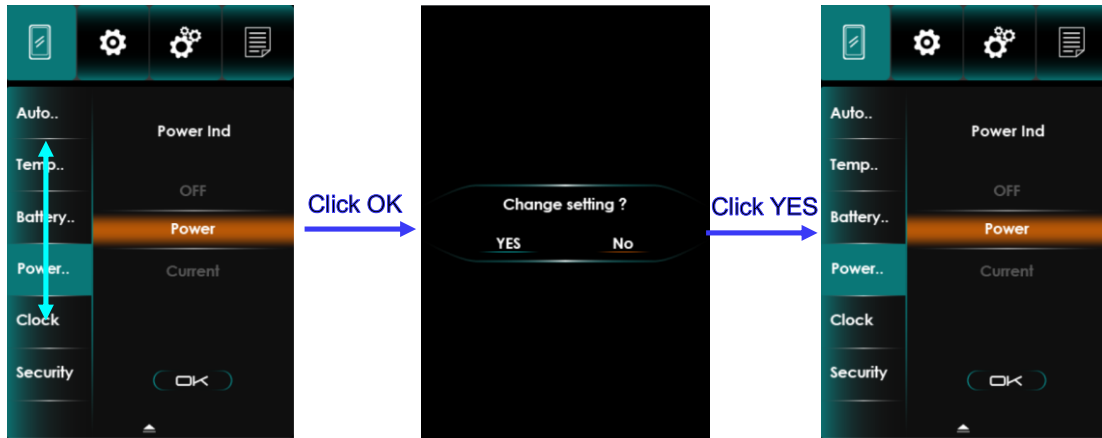 Auto..
Temp..
Battery..
Power..
Clock
Security
Power Ind
OFF
Power
Current
OK
Click OK
Change setting ?
YES
No
Click YES
Auto..
Temp..
Battery..
Power..
Clock
Security
Power Ind
OFF
Power
Current
OK